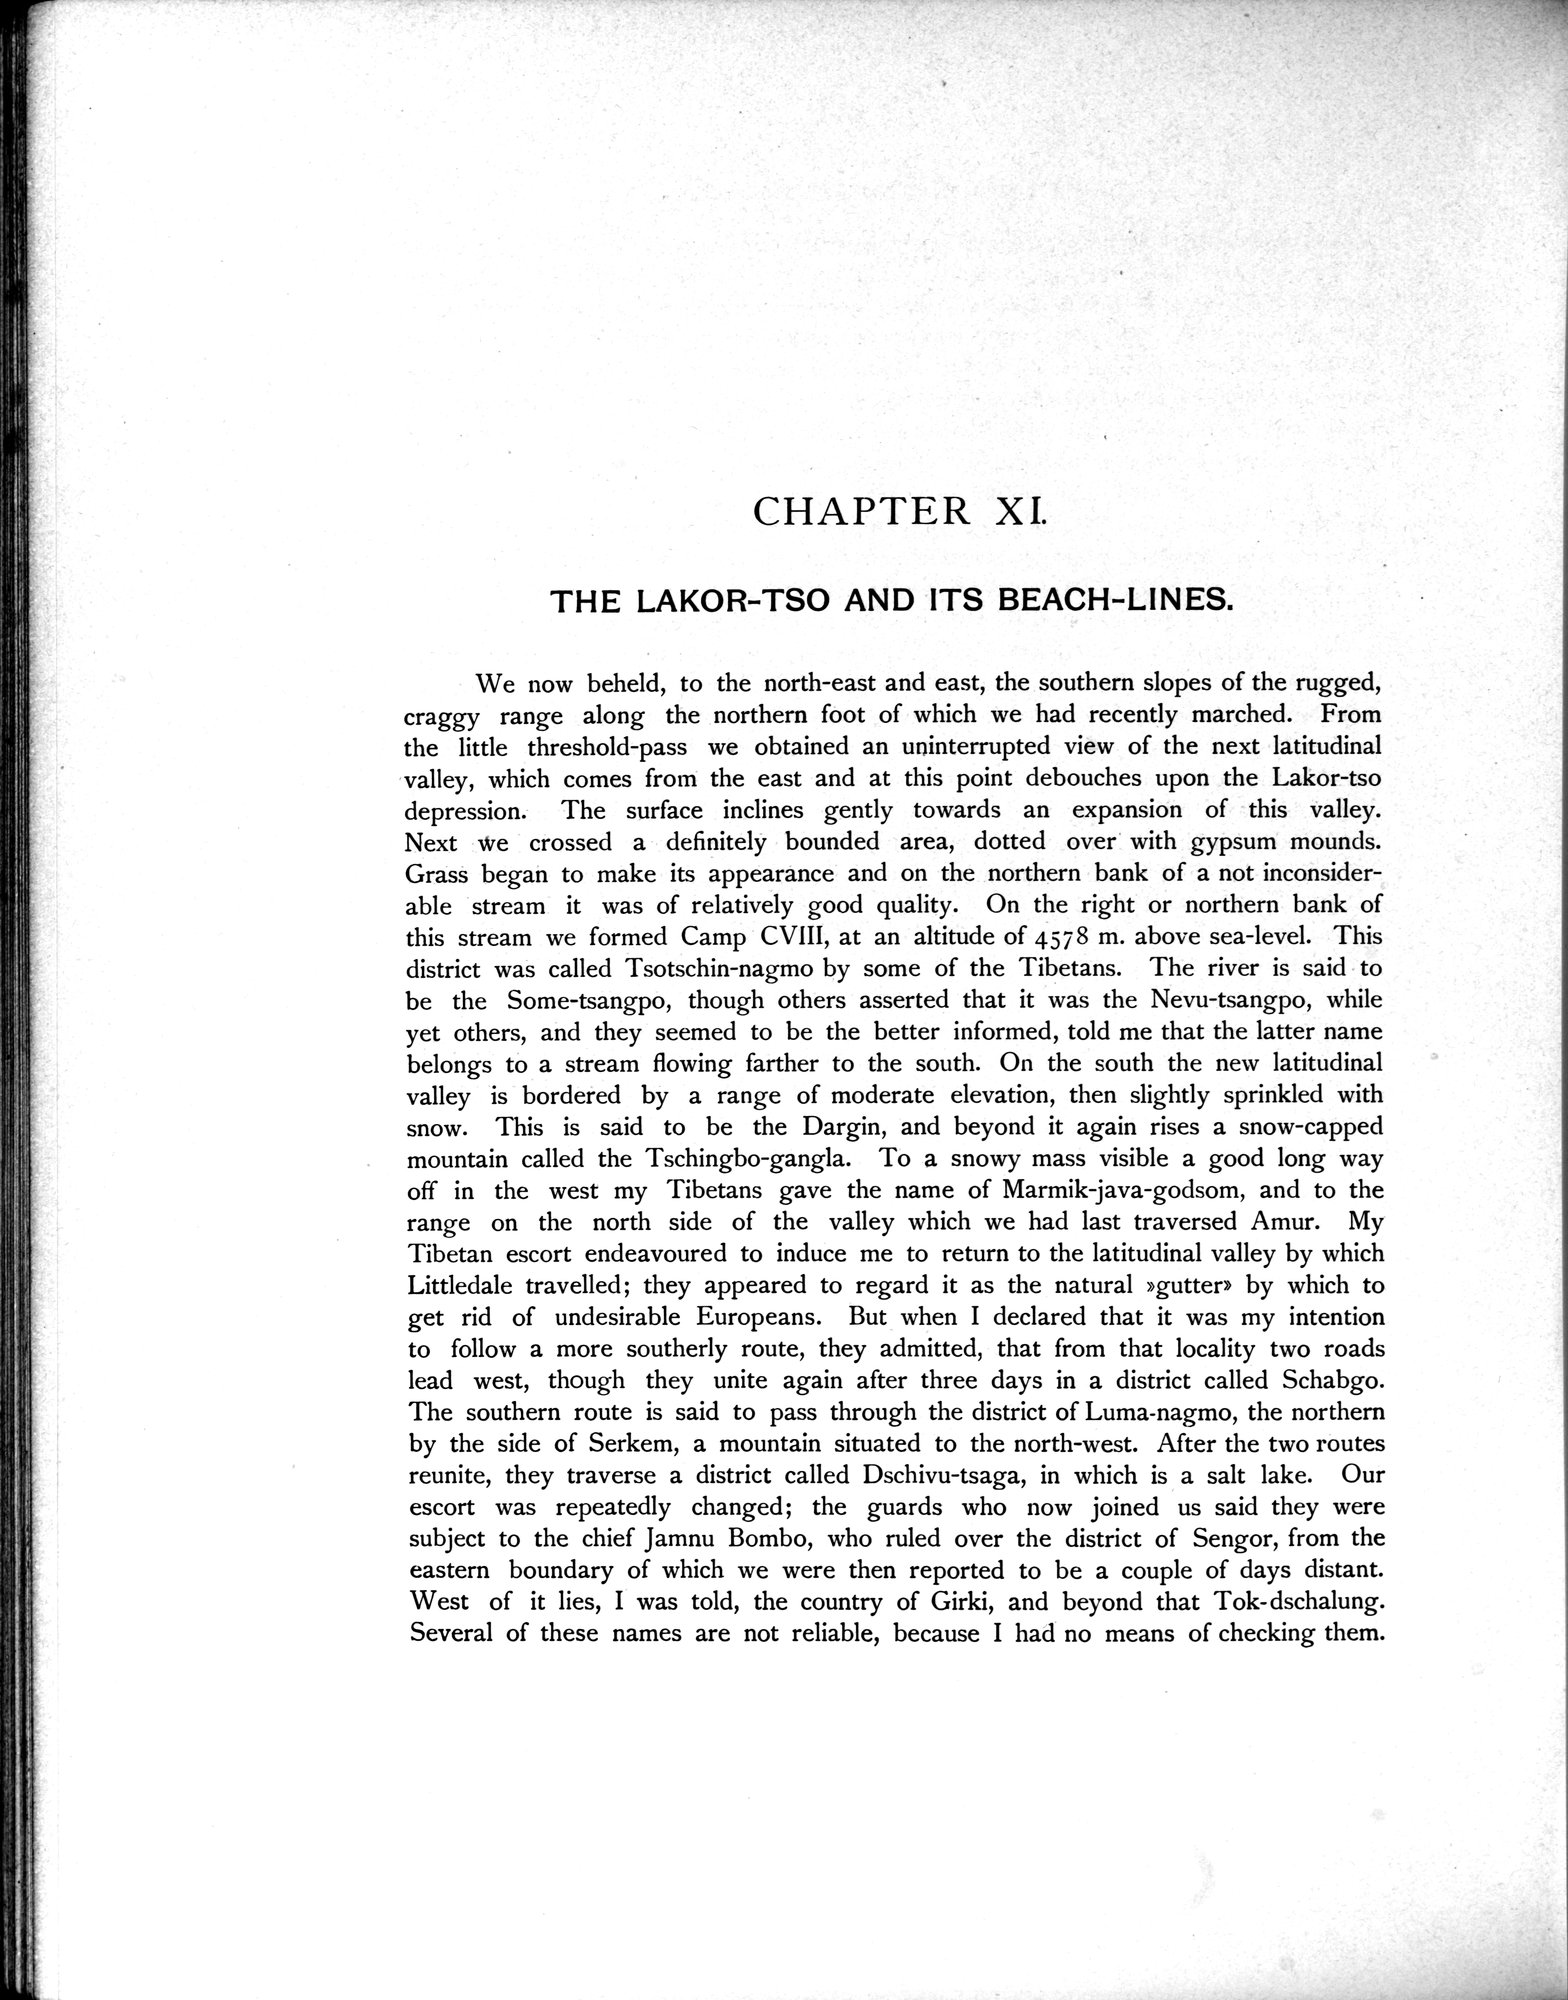 CHAPTER XI.
THE LAKOR-TSO AND ITS BEACH-LINES.
We now beheld, to the north-east and east, the southern slopes of the rugged,
craggy range along the northern foot of which we had recently marched. From
the little threshold-pass we obtained an uninterrupted view of the next latitudinal
valley, which comes from the east and at this point debouches upon the Lakor-tso
depression. The surface inclines gently towards an expansion of this valley.
Next we crossed a definitely bounded area, dotted over with gypsum mounds.
Grass began to make its appearance and on the northern bank of a not inconsider-
able stream it was of relatively good quality. On the right or northern bank of
this stream we formed Camp CVIII, at an altitude of 4578 m. above sea-level. This
district was called Tsotschin-nagmo by some of the Tibetans. The river is said to
be the Some-tsangpo, though others asserted that it was the Nevu-tsangpo, while
yet others, and they seemed to be the better informed, told me that the latter name
belongs to a stream flowing farther to the south. On the south the new latitudinal
valley is bordered by a range of moderate elevation, then slightly sprinkled with
snow. This is said to be the Dargin, and beyond it again rises a snow-capped
mountain called the Tschingbo-gangla. To a snowy mass visible a good long way
off in the west my Tibetans gave the name of Marmik-java-godsom, and to the
range on the north side of the valley which we had last traversed Amur. My
Tibetan escort endeavoured to induce me to return to the latitudinal valley by which
Littledale travelled; they appeared to regard it as the natural »gutter» by which to
get rid of undesirable Europeans. But when I declared that it was my intention
to follow a more southerly route, they admitted, that from that locality two roads
lead west, though they unite again after three days in a district called Schabgo.
The southern route is said to pass through the district of Luma-nagmo, the northern
by the side of Serkem, a mountain situated to the north-west. After the two routes
reunite, they traverse a district called Dschivu-tsaga, in which is a salt lake. Our
escort was repeatedly changed; the guards who now joined us said they were
subject to the chief Jamnu Bombo, who ruled over the district of Sengor, from the
eastern boundary of which we were then reported to be a couple of days distant.
West of it lies, I was told, the country of Girki, and beyond that Tok-dschalung.
Several of these names are not reliable, because I had no means of checking them.